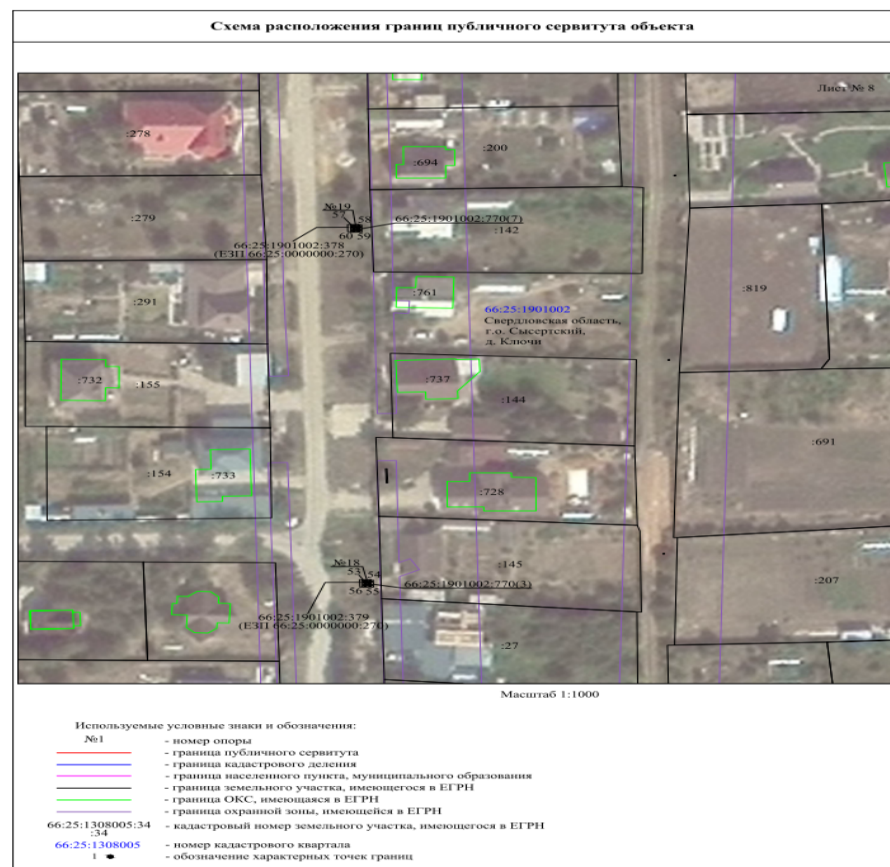 Схема расположения границ публичного сервитута объекта
Лист № 8
:278
:200
:694
№19
:279
57 58
66:25:1901002:770(7)
:142
60 59
66:25:1901002:378
(ЕЗП 66:25:0000000:270)
:291
:761
:819
66:25:1901002
Свердловская область,
г.о. Сысертский,
д. Ключи
:732
:155
:737
:144
:691
:154
:733
:728
№18
:145
53 54
66:25:1901002:770(3)
:207
56 55
66:25:1901002:379
(ЕЗП 66:25:0000000:270)
:27
Масштаб 1:1000
Используемые условные знаки и обозначения:
№1 - номер опоры
- граница публичного сервитута
- граница кадастрового деления
- граница населенного пункта, муниципального образования
- граница земельного участка, имеющегося в ЕГРН
- граница ОКС, имеющаяся в ЕГРН
- граница охранной зоны, имеющейся в ЕГРН
66:25:1308005:34 - кадастровый номер земельного участка, имеющегося в ЕГРН
:34
66:25:1308005 - номер кадастрового квартала
1 - обозначение характерных точек границ